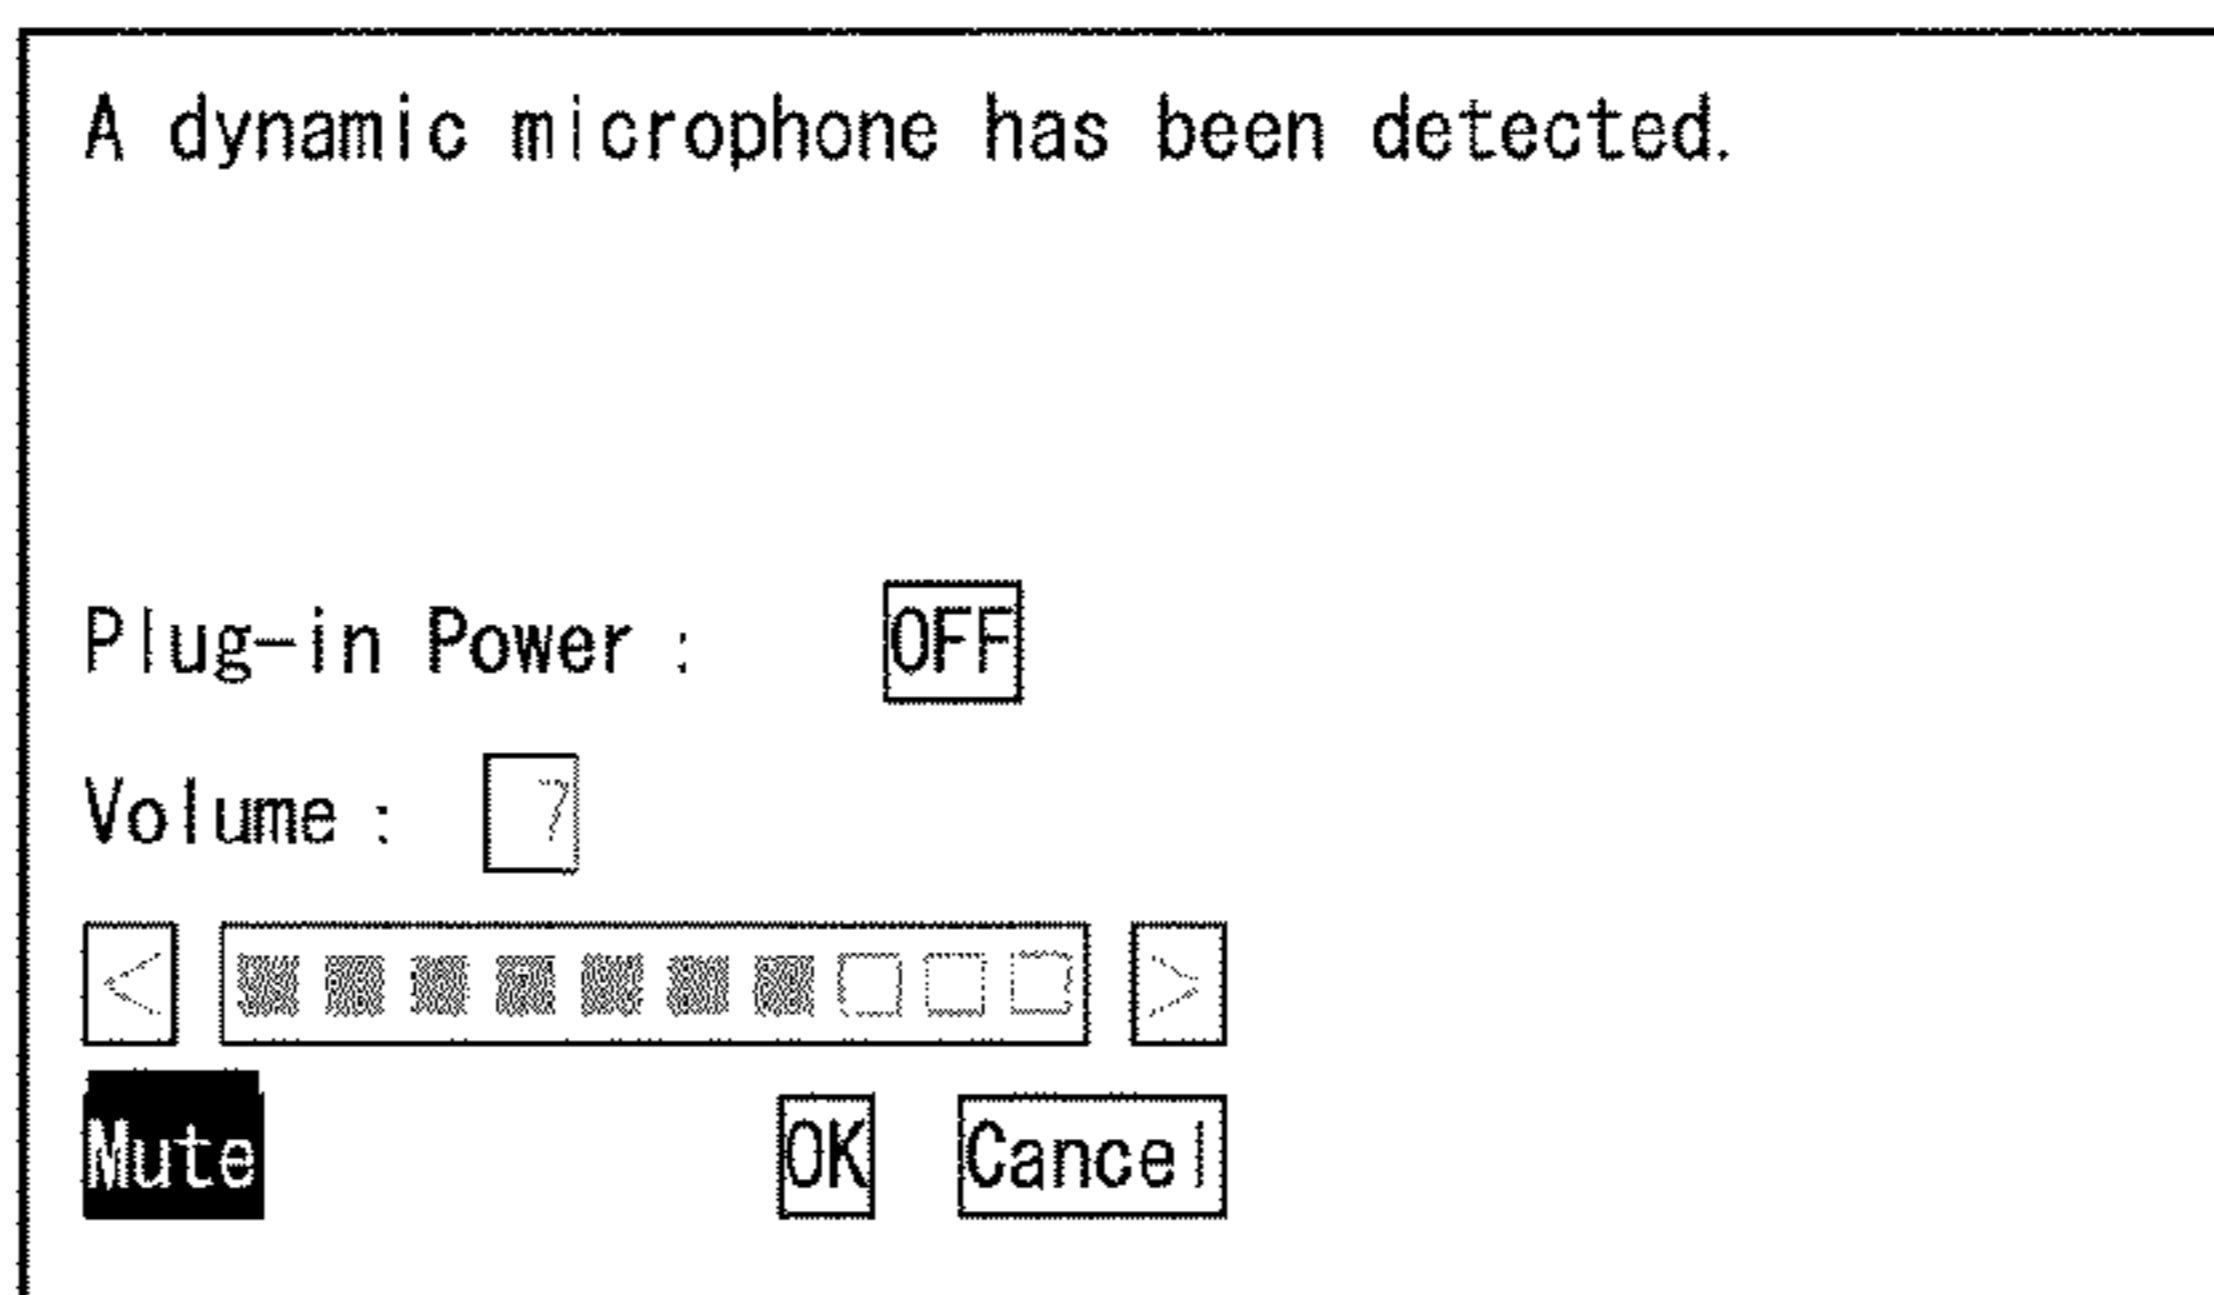 A dynamic microphone has been detected.
Plug-in Power : OFF
Volume : 7
< >
Mute OK Cancel